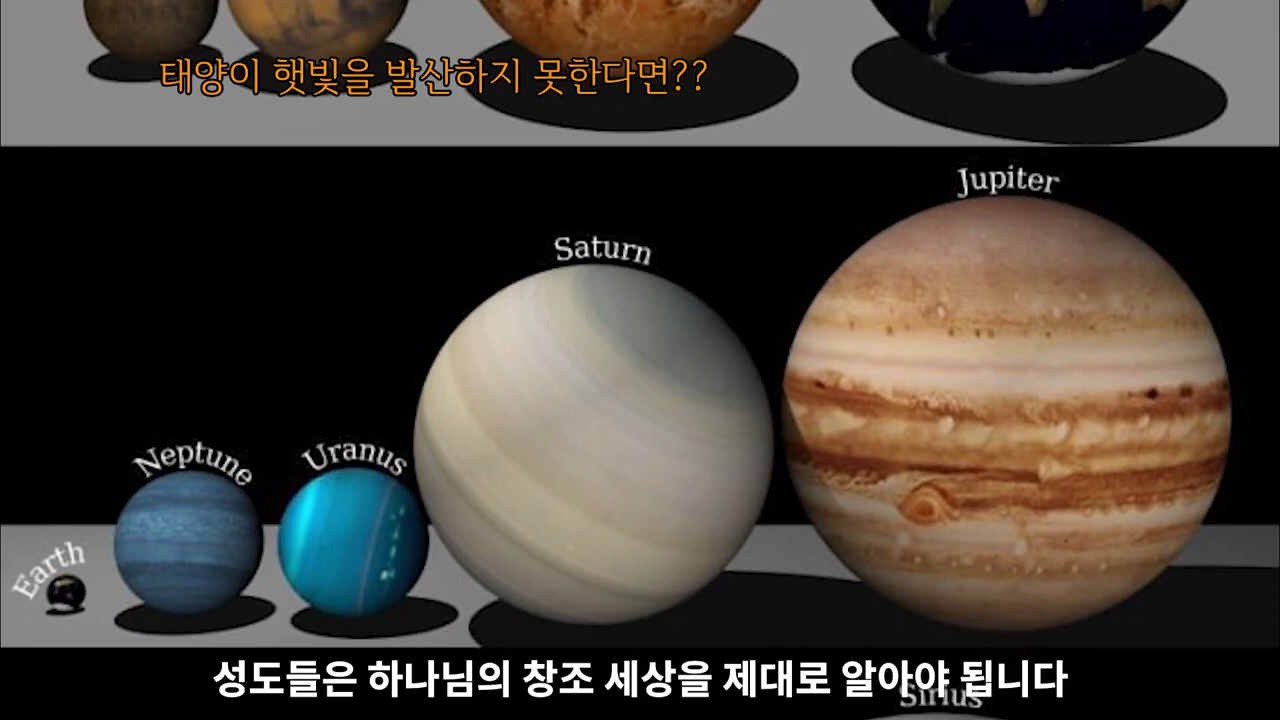 태양이 햇빛을 발산하지 못한다면??
Jupiter
Saturn
Neptune
Uranus
Earth
성도들은 하나님의 창조 세상을 제대로 알아야 됩니다
Sirius